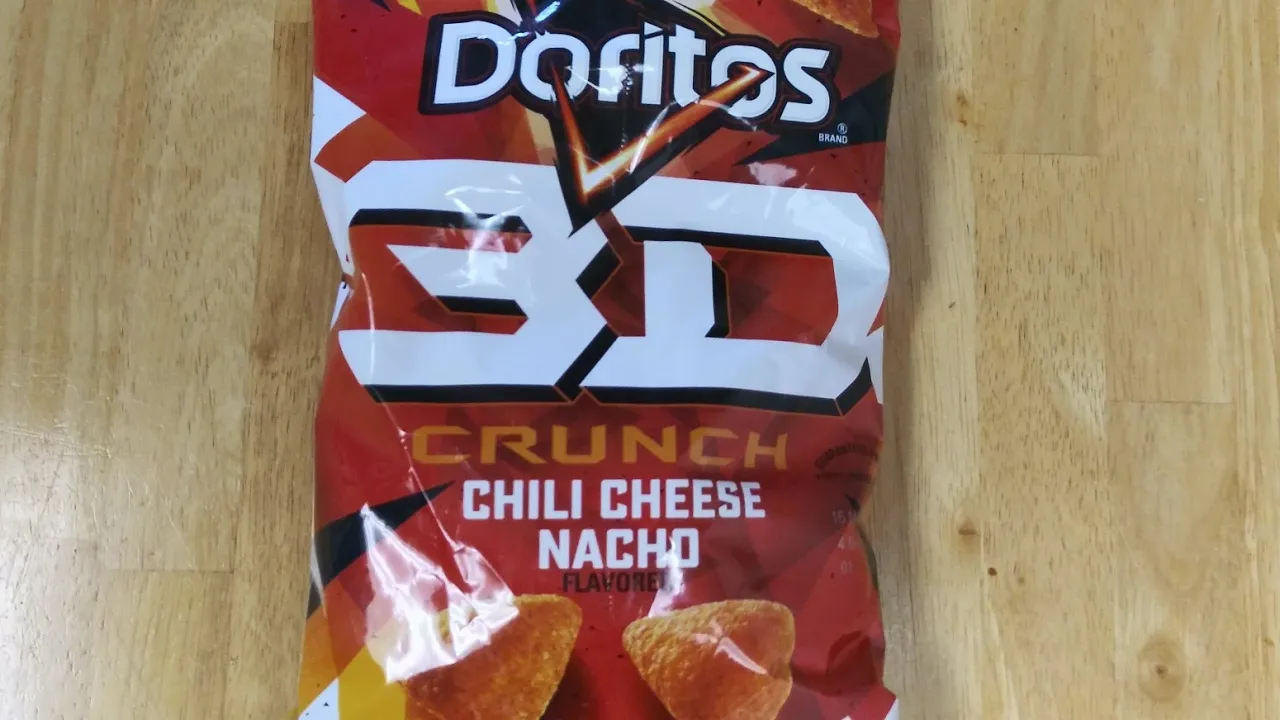 Doritos
®
BRAND
3D
CRUNCH
CHILI CHEESE
NACHO
FLAVORED